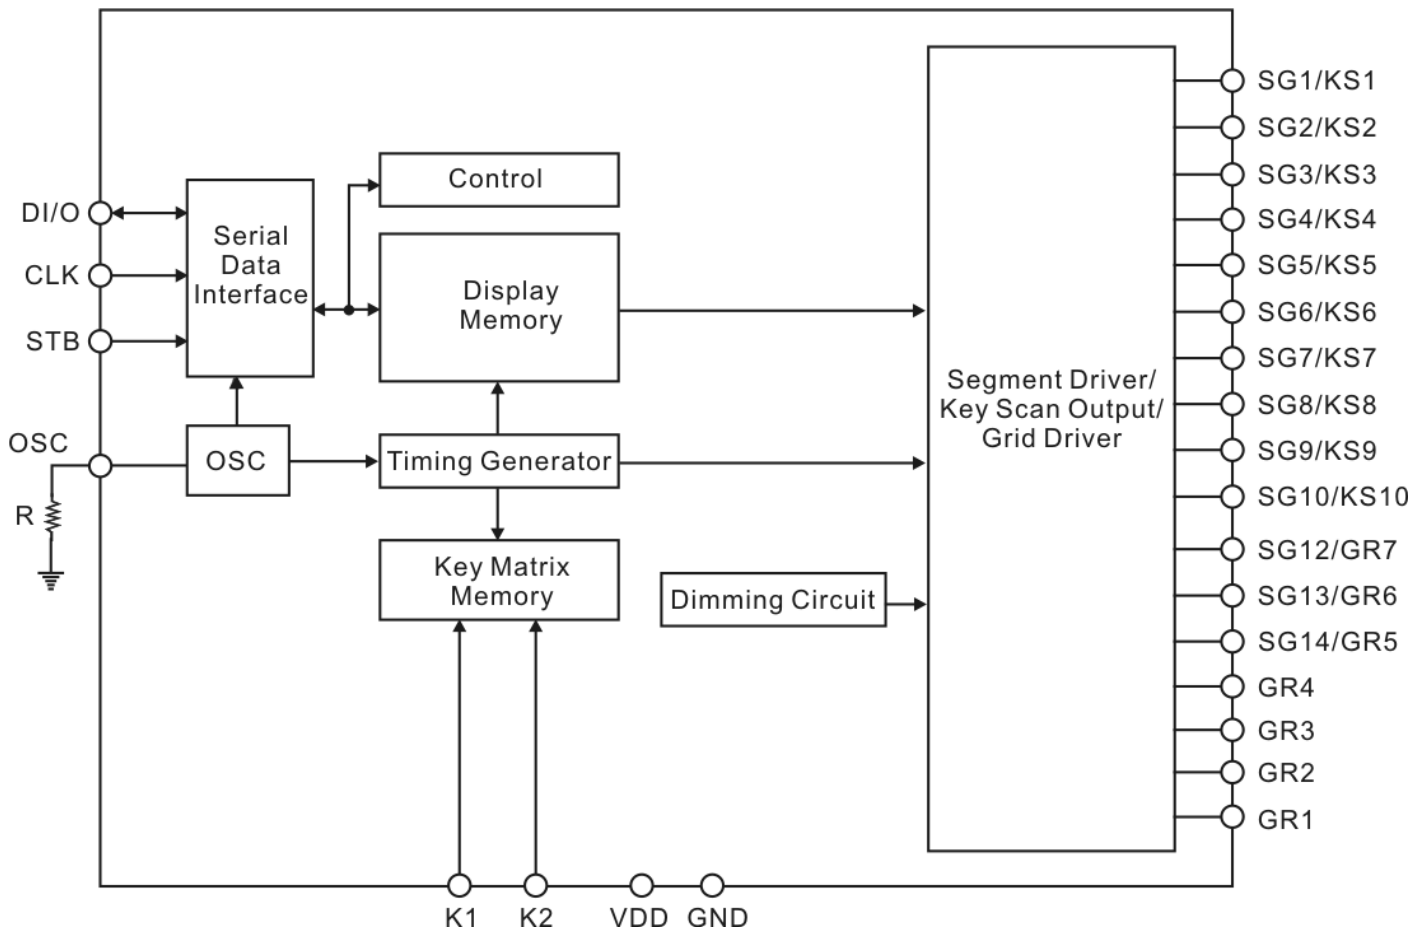 SG1/KS1
SG2/KS2
Control
SG3/KS3
DI/O
SG4/KS4
Serial
Data
Interface
CLK
SG5/KS5
Display
Memory
SG6/KS6
STB
SG7/KS7
Segment Driver/
Key Scan Output/
Grid Driver
SG8/KS8
OSC
OSC
Timing Generator
SG9/KS9
SG10/KS10
R
SG12/GR7
Key Matrix
Memory
Dimming Circuit
SG13/GR6
SG14/GR5
GR4
GR3
GR2
GR1
K1
K2
VDD
GND